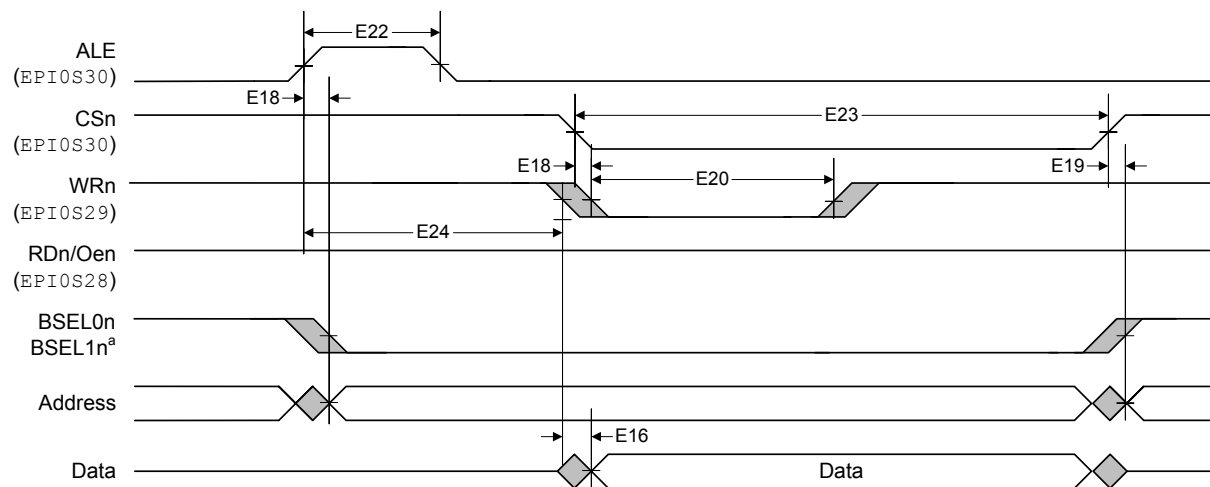 E22
ALE
(EPI0S30)
E18
CSn
E23
(EPI0S30)
E18
E19
WRn
E20
(EPI0S29)
E24
RDn/Oen
(EPI0S28)
BSEL0n
BSEL1nᵃ
Address
E16
Data
Data